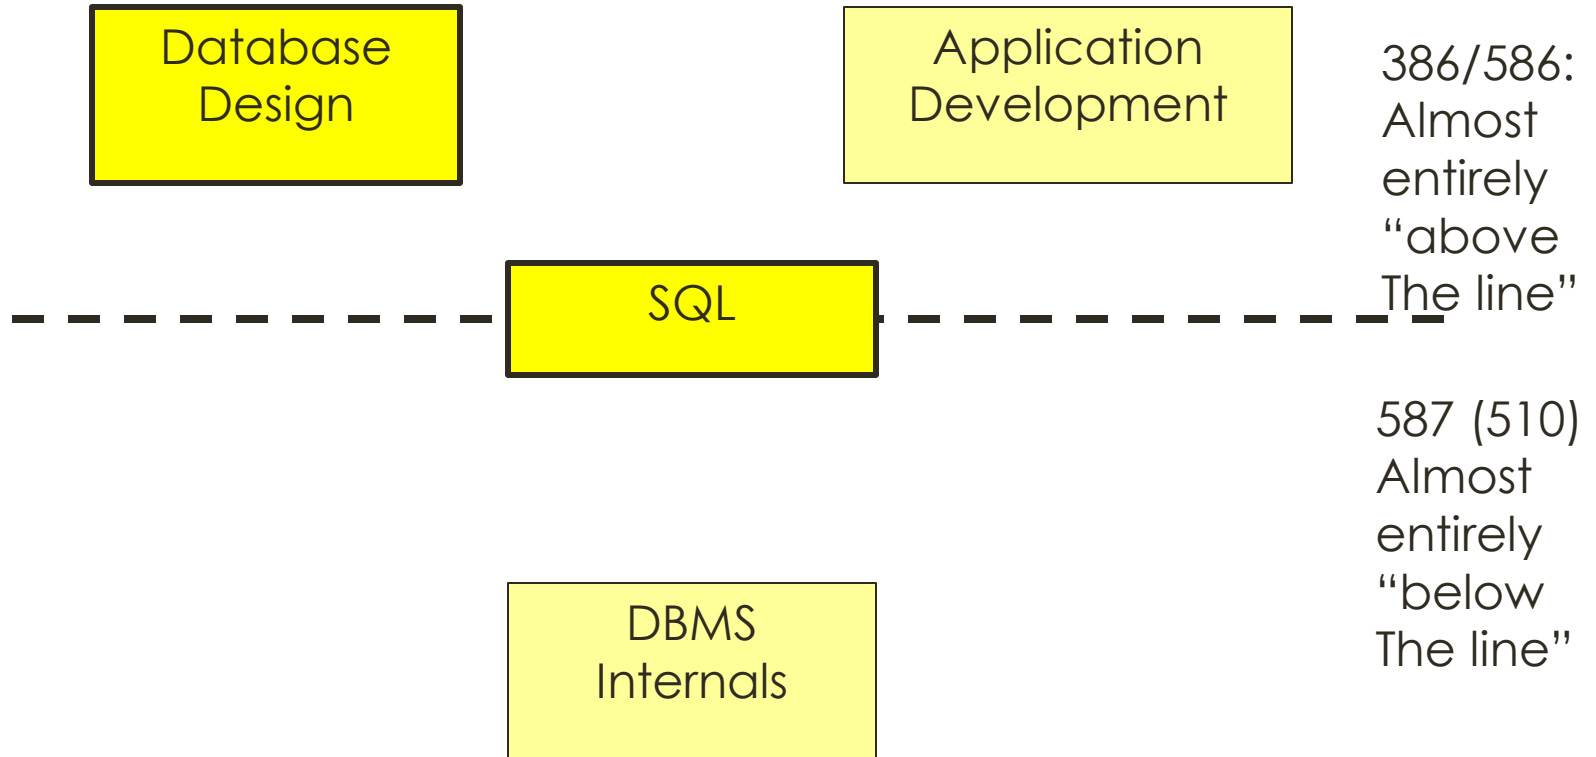 Database
Design
Application
Development
386/586:
Almost
entirely
“above
The line”
SQL
587 (510)
Almost
entirely
“below
The line”
DBMS
Internals